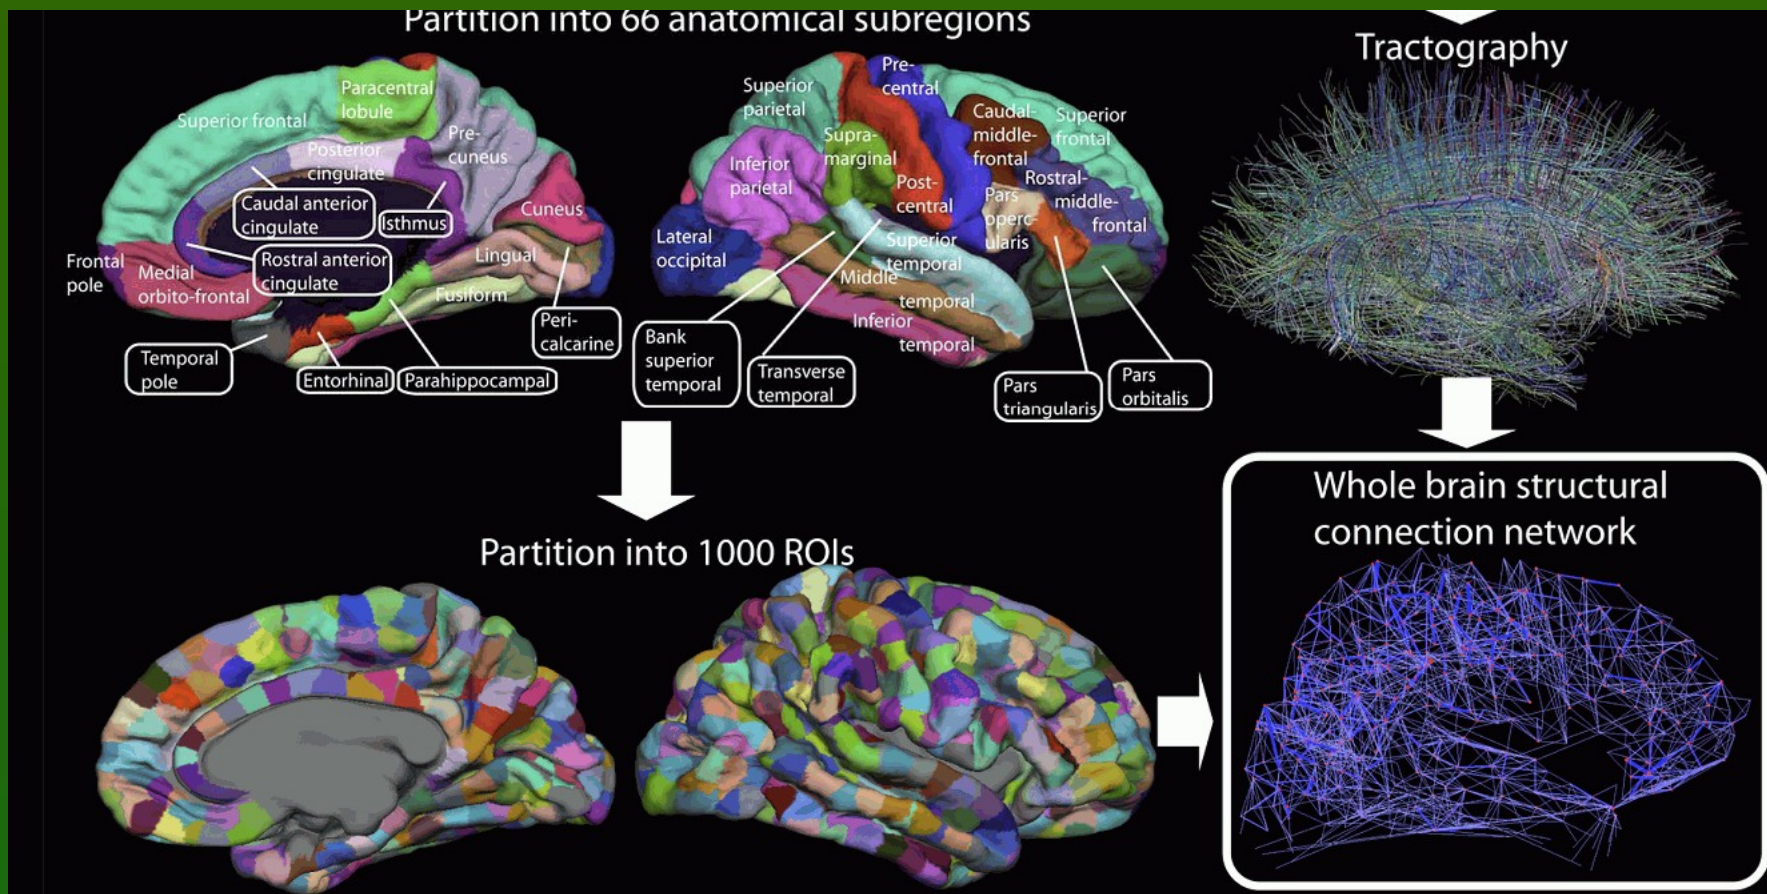 Partition into 66 anatomical subregions
Paracentral
lobule
Superior frontal
Pre-
cuneus
Posterior
cingulate
Caudal anterior
cingulate
Isthmus
Cuneus
Rostral anterior
cingulate
Lingual
Frontal
pole
Medial
orbito-frontal
Fusiform
Peri-
calcarine
Temporal
pole
Entorhinal
Parahippocampal
Superior
parietal
Pre-
central
Caudal-
middle-
frontal
Superior
frontal
Supra-
marginal
Inferior
parietal
Post-
central
Pars
operc-
ularis
Rostral-
middle-
frontal
Lateral
occipital
Superior
temporal
Middle
temporal
Inferior
temporal
Bank
superior
temporal
Transverse
temporal
Pars
triangularis
Pars
orbitalis
Tractography
Partition into 1000 ROIs
Whole brain structural
connection network